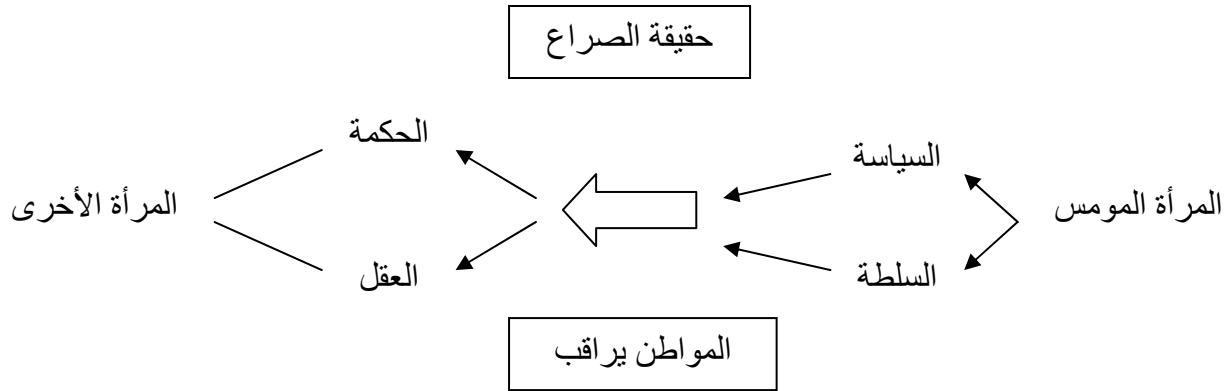 حقيقة الصراع
الحكمة
السياسة
المرأة المومس
المرأة الأخرى
السلطة
العقل
المواطن يراقب